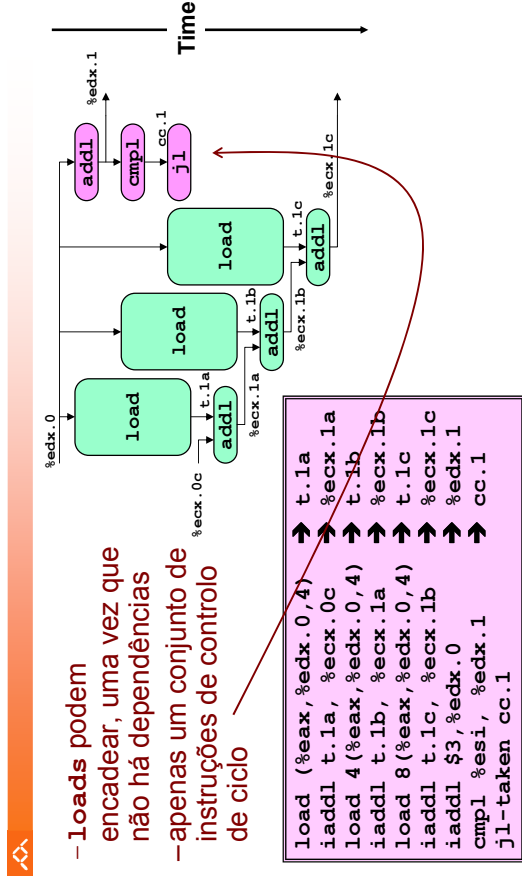 – loads podem
encadear, uma vez que
não há dependências
– apenas um conjunto de
instruções de controlo
de ciclo
load (%eax,%edx.0,4) ➔ t.1a
iaddl t.1a, %ecx.0c ➔ %ecx.1a
load 4(%eax,%edx.0,4) ➔ t.1b
iaddl t.1b, %ecx.1a ➔ %ecx.1b
load 8(%eax,%edx.0,4) ➔ t.1c
iaddl t.1c, %ecx.1b ➔ %ecx.1c
iaddl $3,%edx.0 ➔ %edx.1
cmpl %esi, %edx.1 ➔ cc.1
jl-taken cc.1
%edx.0
addl
%edx.1
cmpl
cc.1
jl
load
load
load
t.1a
%ecx.0c
addl
%ecx.1a
t.1b
addl
%ecx.1b
t.1c
addl
%ecx.1c
Time